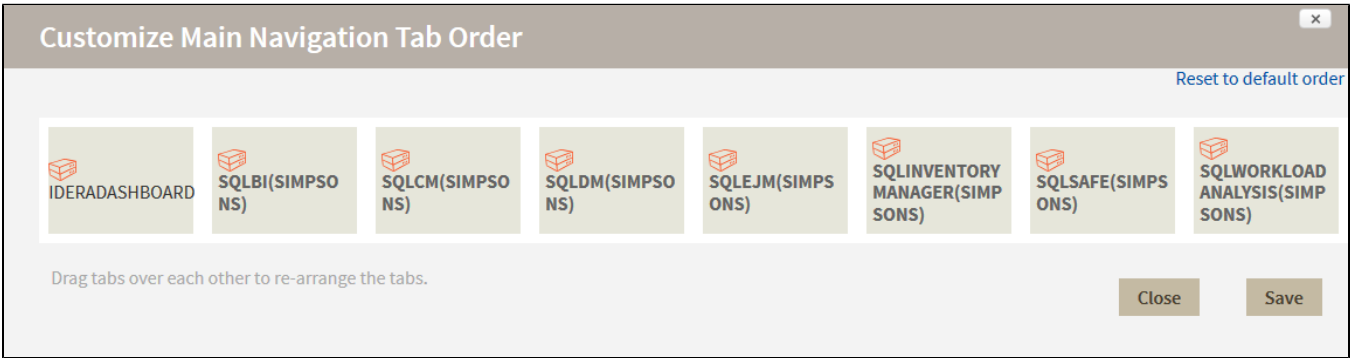 Customize Main Navigation Tab Order
x
Reset to default order
IDERADASHBOARD
SQLBI(SIMPSO
NS)
SQLCM(SIMPSO
NS)
SQLDM(SIMPSO
NS)
SQLEJM(SIMPS
ONS)
SQLINVENTORY
MANAGER(SIMP
SONS)
SQLSAFE(SIMPS
ONS)
SQLWORKLOAD
ANALYSIS(SIMP
SONS)
Drag tabs over each other to re-arrange the tabs.
Close
Save